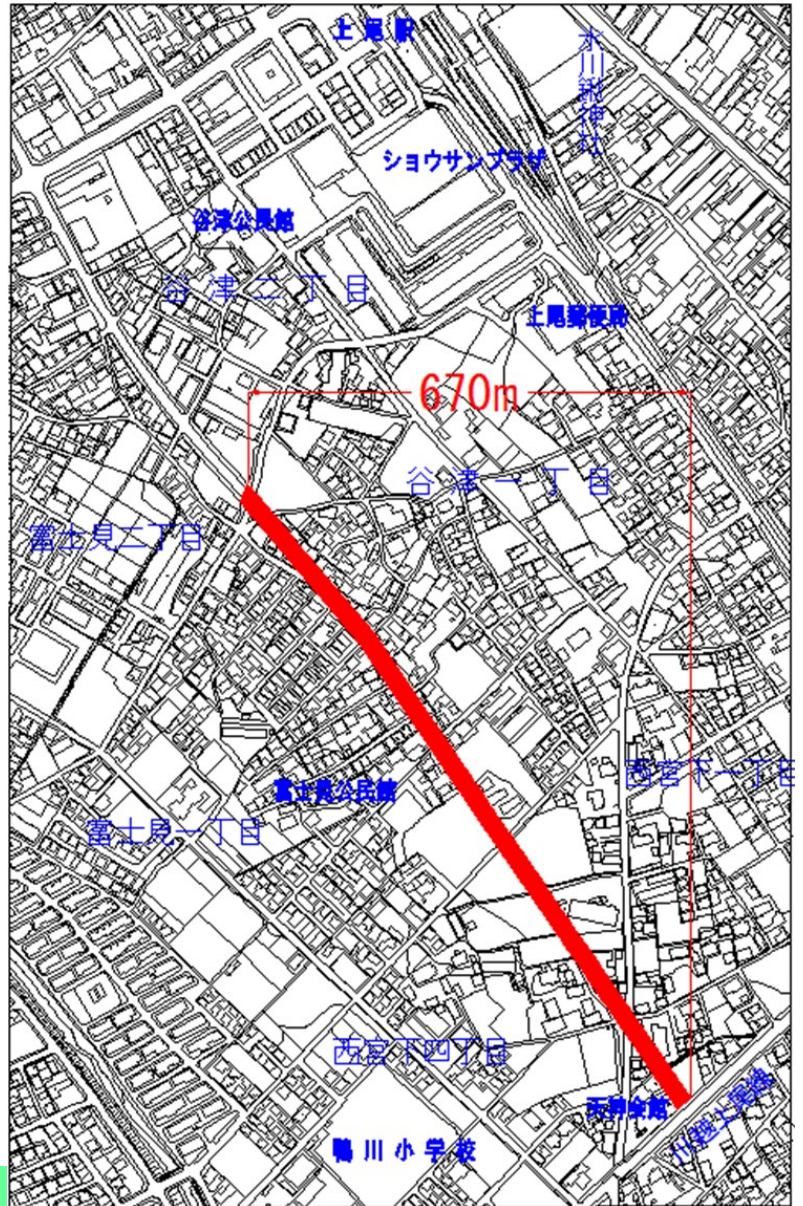 上尾駅
氷川鍬神社
ショウサンプラザ
谷津公民館
谷津二丁目
上尾郵便局
670m
谷津一丁目
富士見二丁目
西宮下一丁目
富士見公民館
富士見一丁目
西宮下四丁目
天神会館
川越上尾線
鴨川小学校